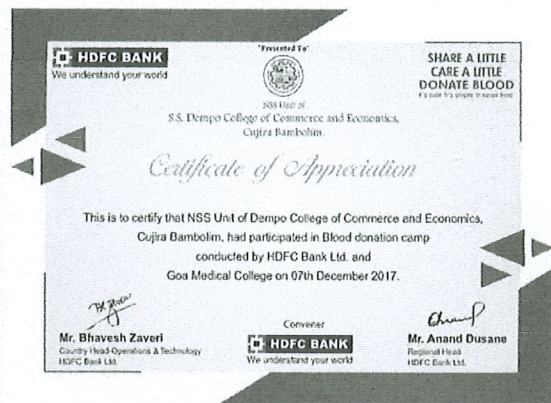 HDFC BANK
We understand your world
"Presented To"
NSS Unit of
S.S. Dempo College of Commerce and Economics,
Cujira Bambolim.
SHARE A LITTLE
CARE A LITTLE
DONATE BLOOD
Certificate of Appreciation
This is to certify that NSS Unit of Dempo College of Commerce and Economics,
Cujira Bambolim, had participated in Blood donation camp
conducted by HDFC Bank Ltd. and
Goa Medical College on 07th December 2017.
Mr. Bhavesh Zaveri
Country Head-Operations & Technology
HDFC Bank Ltd.
Convener
HDFC BANK
We understand your world
Mr. Anand Dusane
Regional Head
HDFC Bank Ltd.